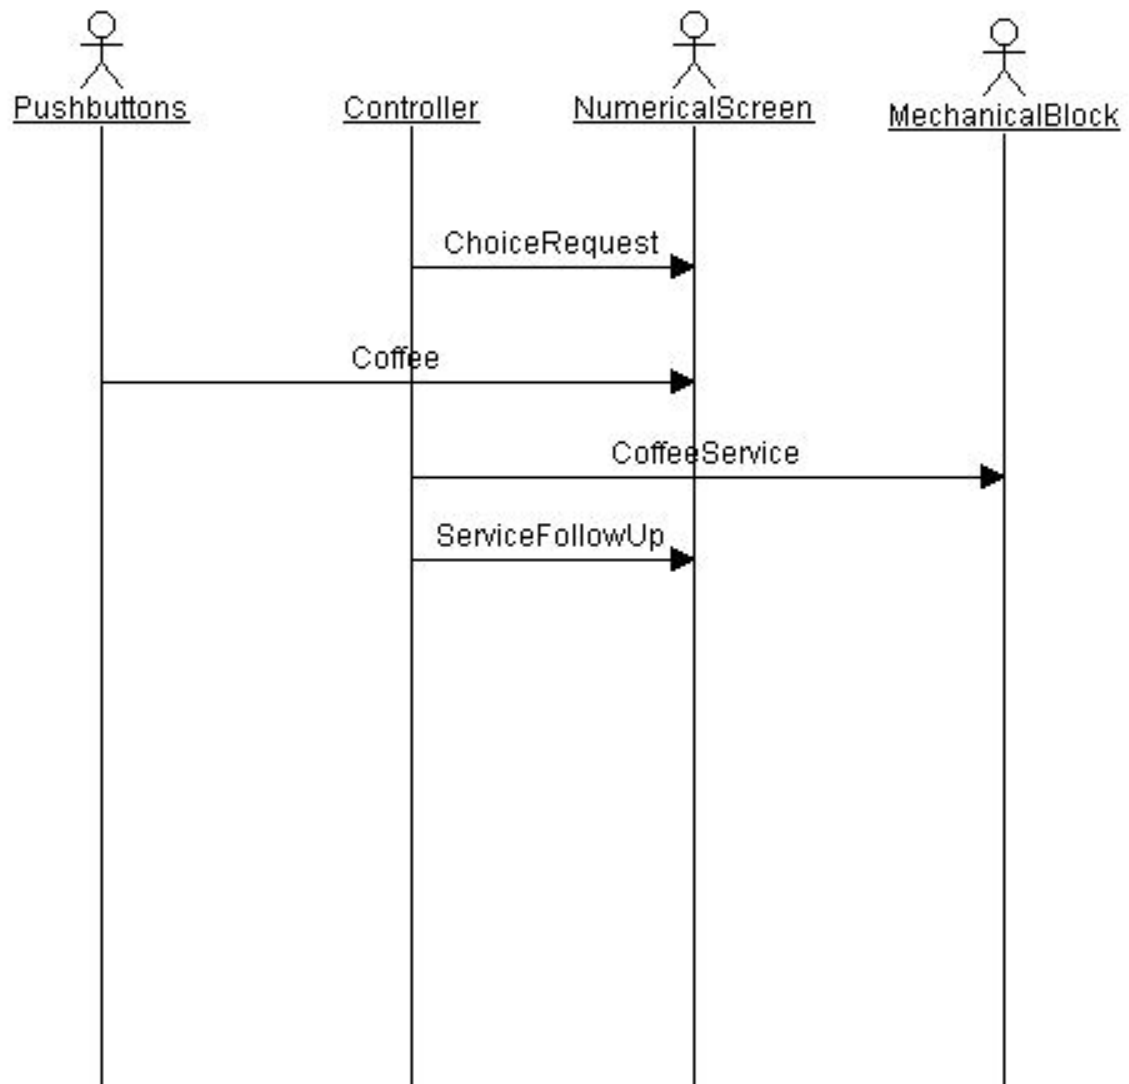 Pushbuttons
Controller
NumericalScreen
MechanicalBlock
ChoiceRequest
Coffee
CoffeeService
ServiceFollowUp